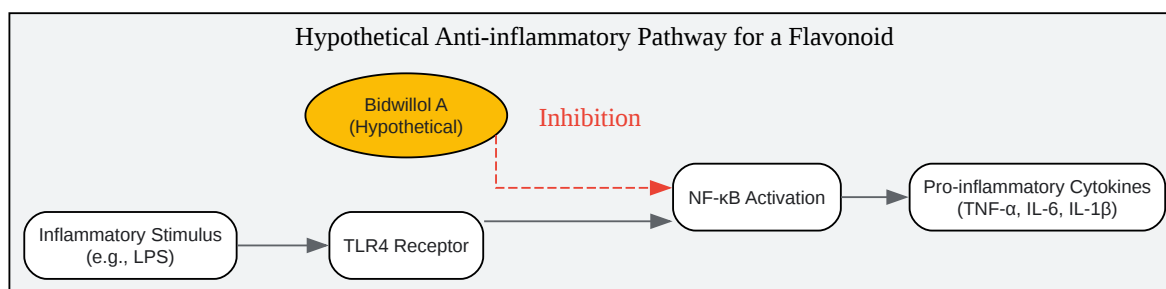 Hypothetical Anti-inflammatory Pathway for a Flavonoid
Bidwillol A
(Hypothetical)
Inhibition
NF-κB Activation
Pro-inflammatory Cytokines
(TNF-α, IL-6, IL-1β)
Inflammatory Stimulus
(e.g., LPS)
TLR4 Receptor